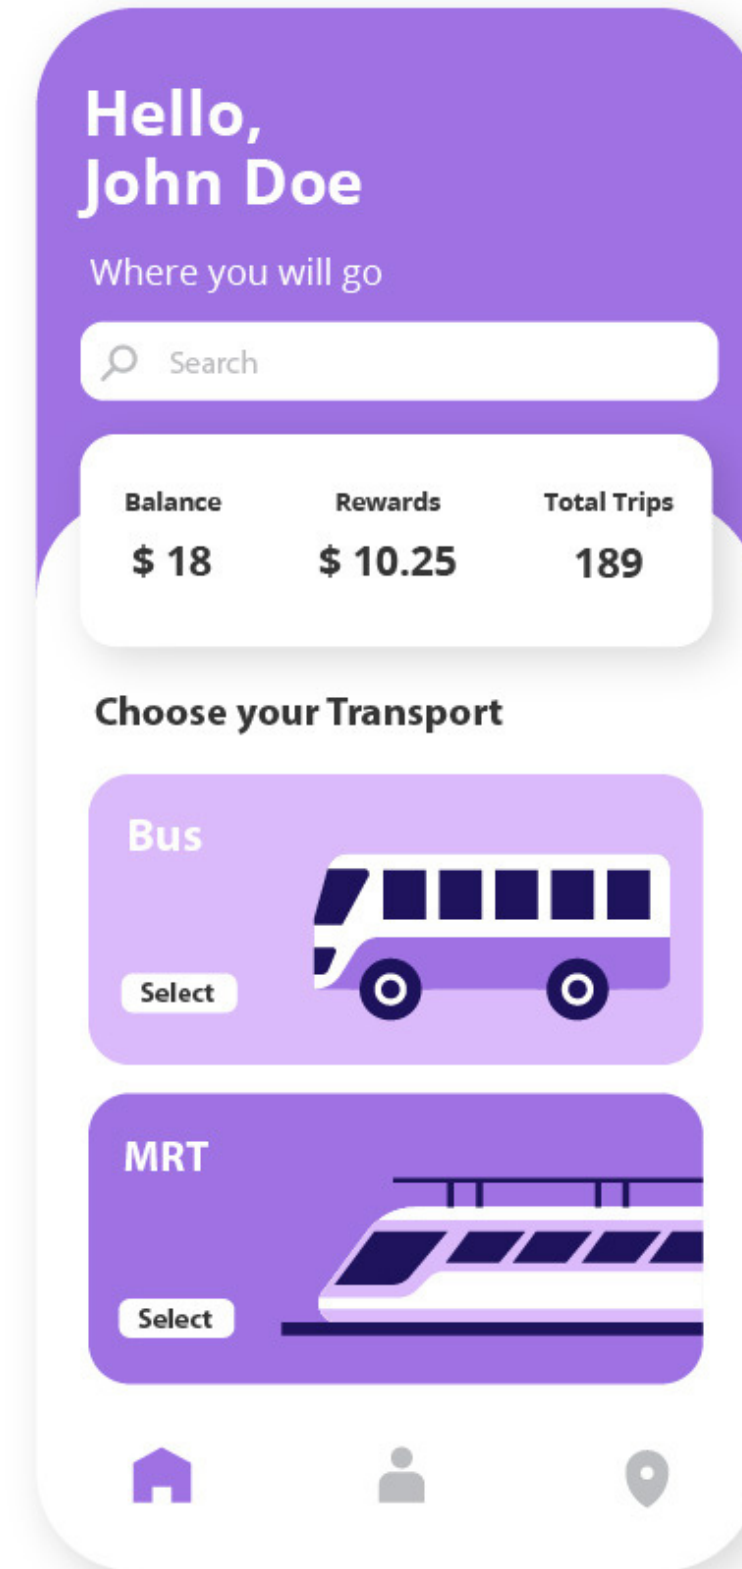 Hello,
John Doe
Where you will go
Search
Balance Rewards Total Trips
$ 18 $ 10.25 189
Choose your Transport
Bus
Select
MRT
Select